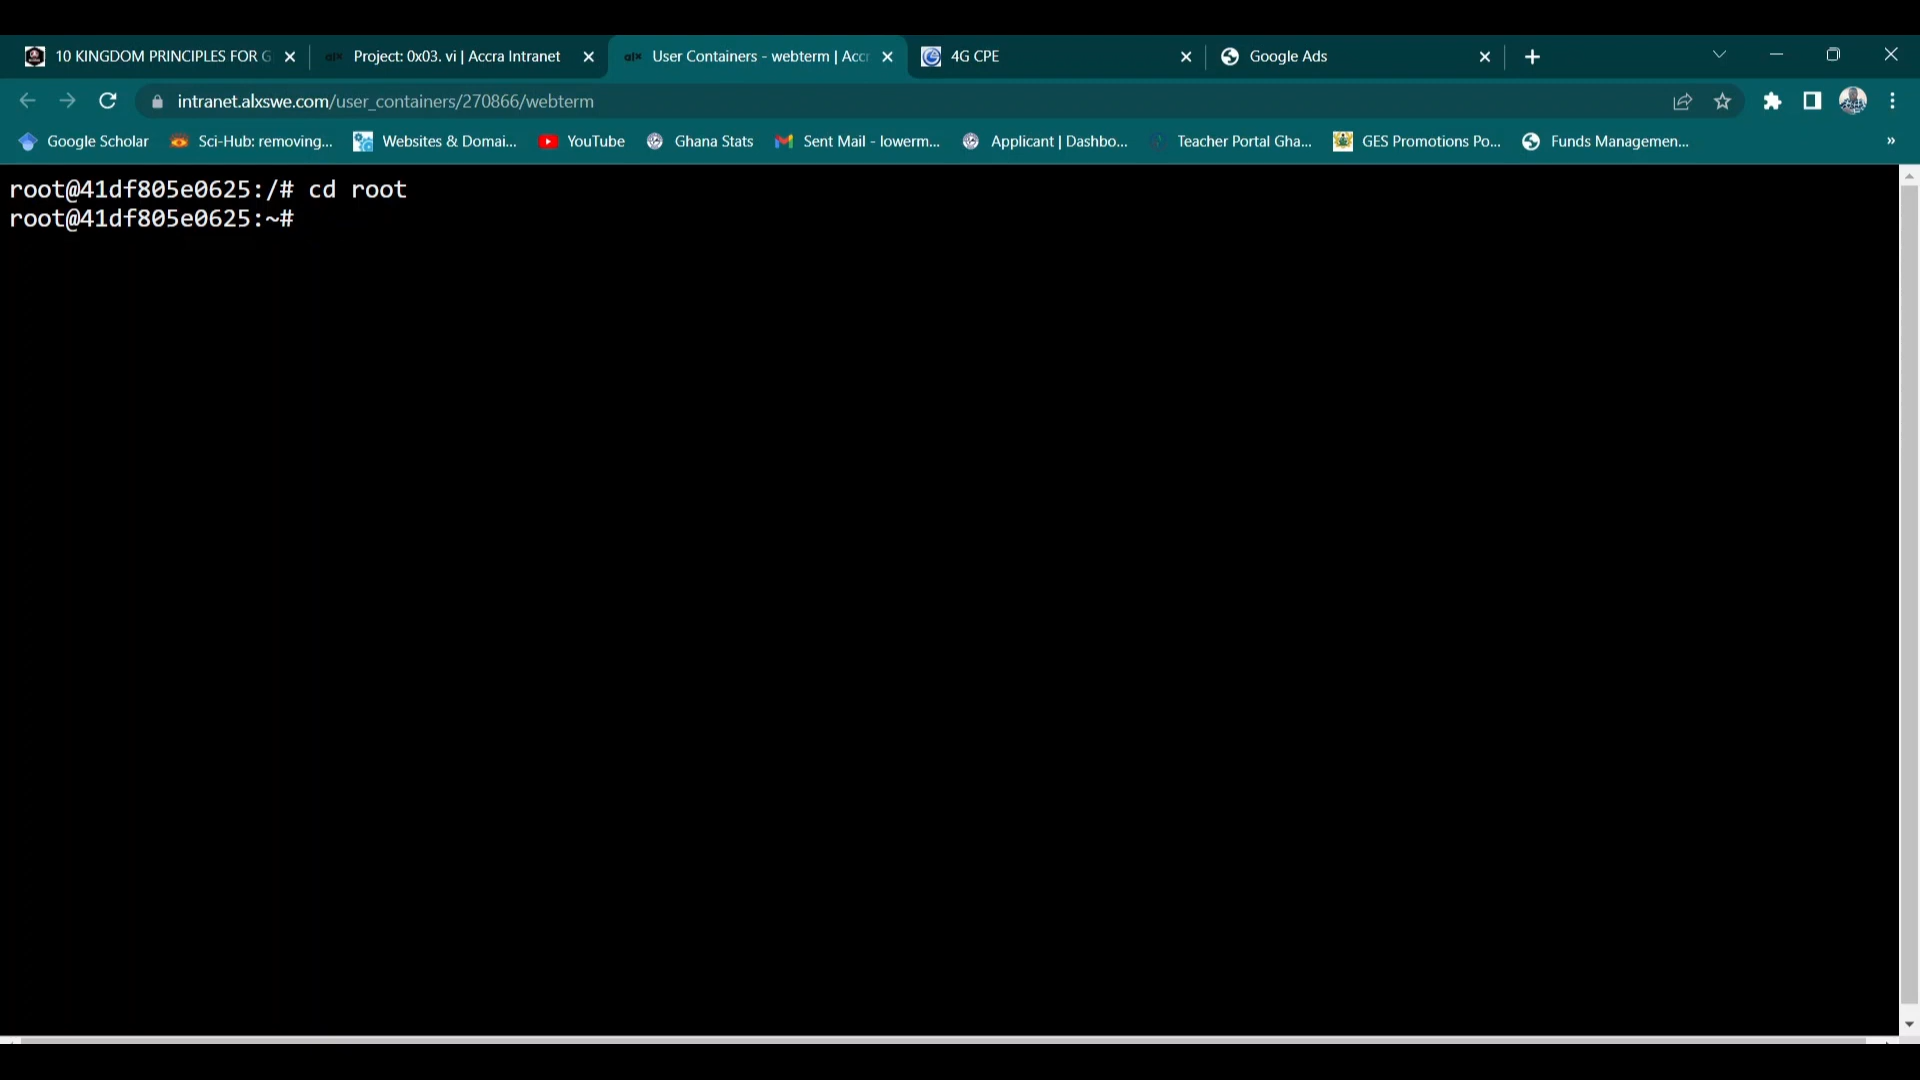 10 KINGDOM PRINCIPLES FOR G
Project: 0x03. vi | Accra Intranet
User Containers - webterm | Accr
4G CPE
Google Ads
intranet.alxswe.com/user_containers/270866/webterm
Google Scholar
Sci-Hub: removing...
Websites & Domai...
YouTube
Ghana Stats
Sent Mail - lowerm...
Applicant | Dashbo...
Teacher Portal Gha...
GES Promotions Po...
Funds Managemen...
»
root@41df805e0625:/# cd root
root@41df805e0625:~#